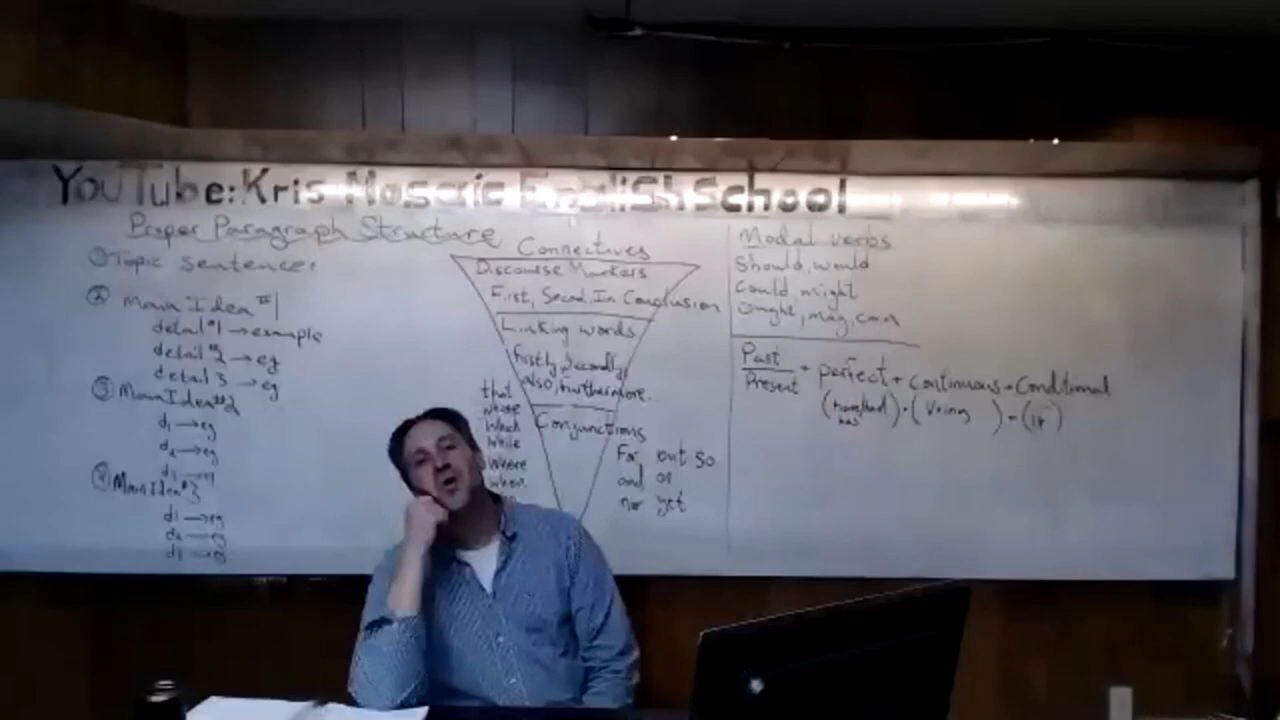 YouTube: Kris Mosaic English School
Proper Paragraph Structure
① Topic Sentence:
② Main Idea #1
detail #1 → example
detail #2 → eg
detail 3 → eg
③ Main Idea #2
d1 → eg
d2 → eg
d3 → eg
④ Main Idea #3
d1 → eg
d2 → eg
d3 → eg
Connectives
Discourse Markers
First, Second, In Conclusion
Linking words
firstly, secondly,
also, furthermore...
Conjunctions
that
whose
which
while
where
when
For but so
and or
nor yet
Modal verbs
Should, would
Could, might
Ought, may, can
Past
Present
+ perfect + continuous + Conditional
(have/had) + (Ving ) + (if)
has